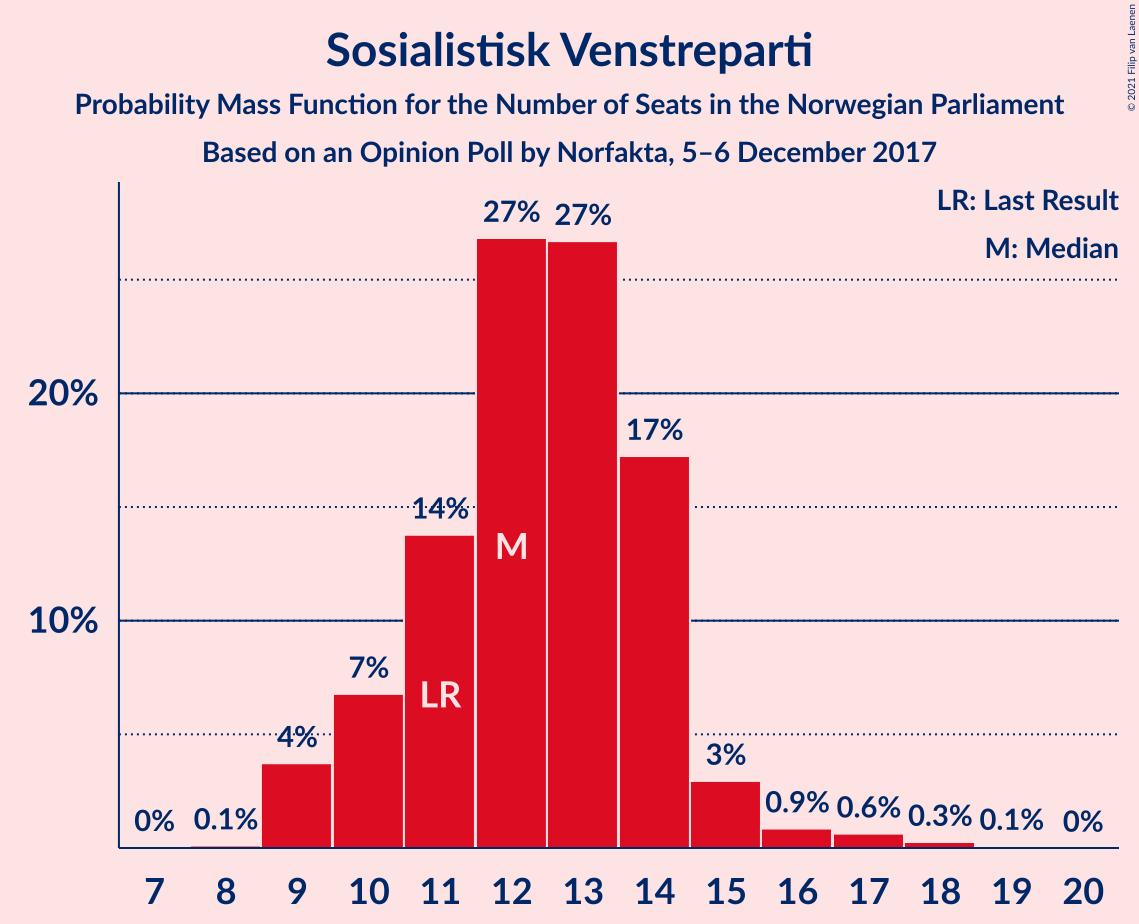 Sosialistisk Venstreparti
Probability Mass Function for the Number of Seats in the Norwegian Parliament
Based on an Opinion Poll by Norfakta, 5–6 December 2017
© 2021 Filip van Laenen
LR: Last Result
M: Median
27% 27%
20%
17%
14%
M
10%
7%
LR
4%
3%
0% 0.1% 0.9% 0.6% 0.3% 0.1% 0%
7 8 9 10 11 12 13 14 15 16 17 18 19 20